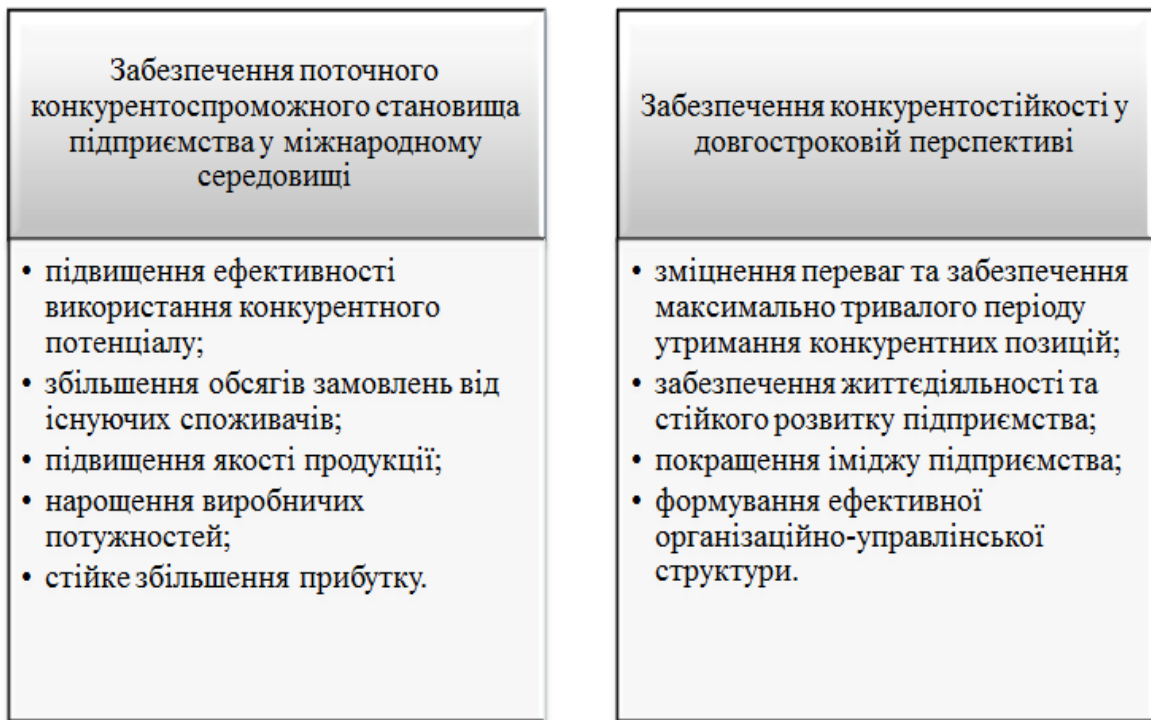 Забезпечення поточного
конкурентоспроможного становища
підприємства у міжнародному
середовищі
• підвищення ефективності
використання конкурентного
потенціалу;
• збільшення обсягів замовлень від
існуючих споживачів;
• підвищення якості продукції;
• нарощення виробничих
потужностей;
• стійке збільшення прибутку.
Забезпечення конкурентостійкості у
довгостроковій перспективі
• зміцнення переваг та забезпечення
максимально тривалого періоду
утримання конкурентних позицій;
• забезпечення життєдіяльності та
стійкого розвитку підприємства;
• покращення іміджу підприємства;
• формування ефективної
організаційно-управлінської
структури.